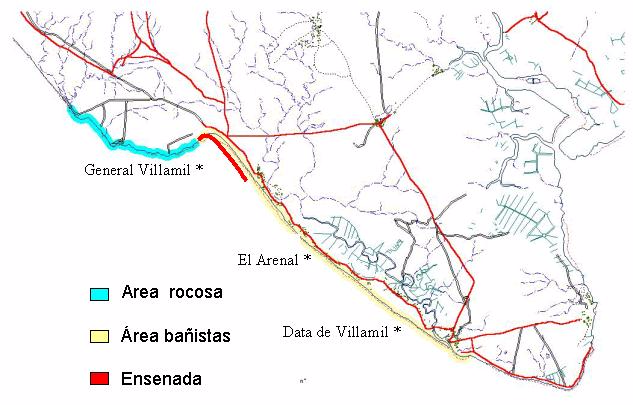 General Villamil *
El Arenal *
Area rocosa
Data de Villamil *
Área bañistas
Ensenada